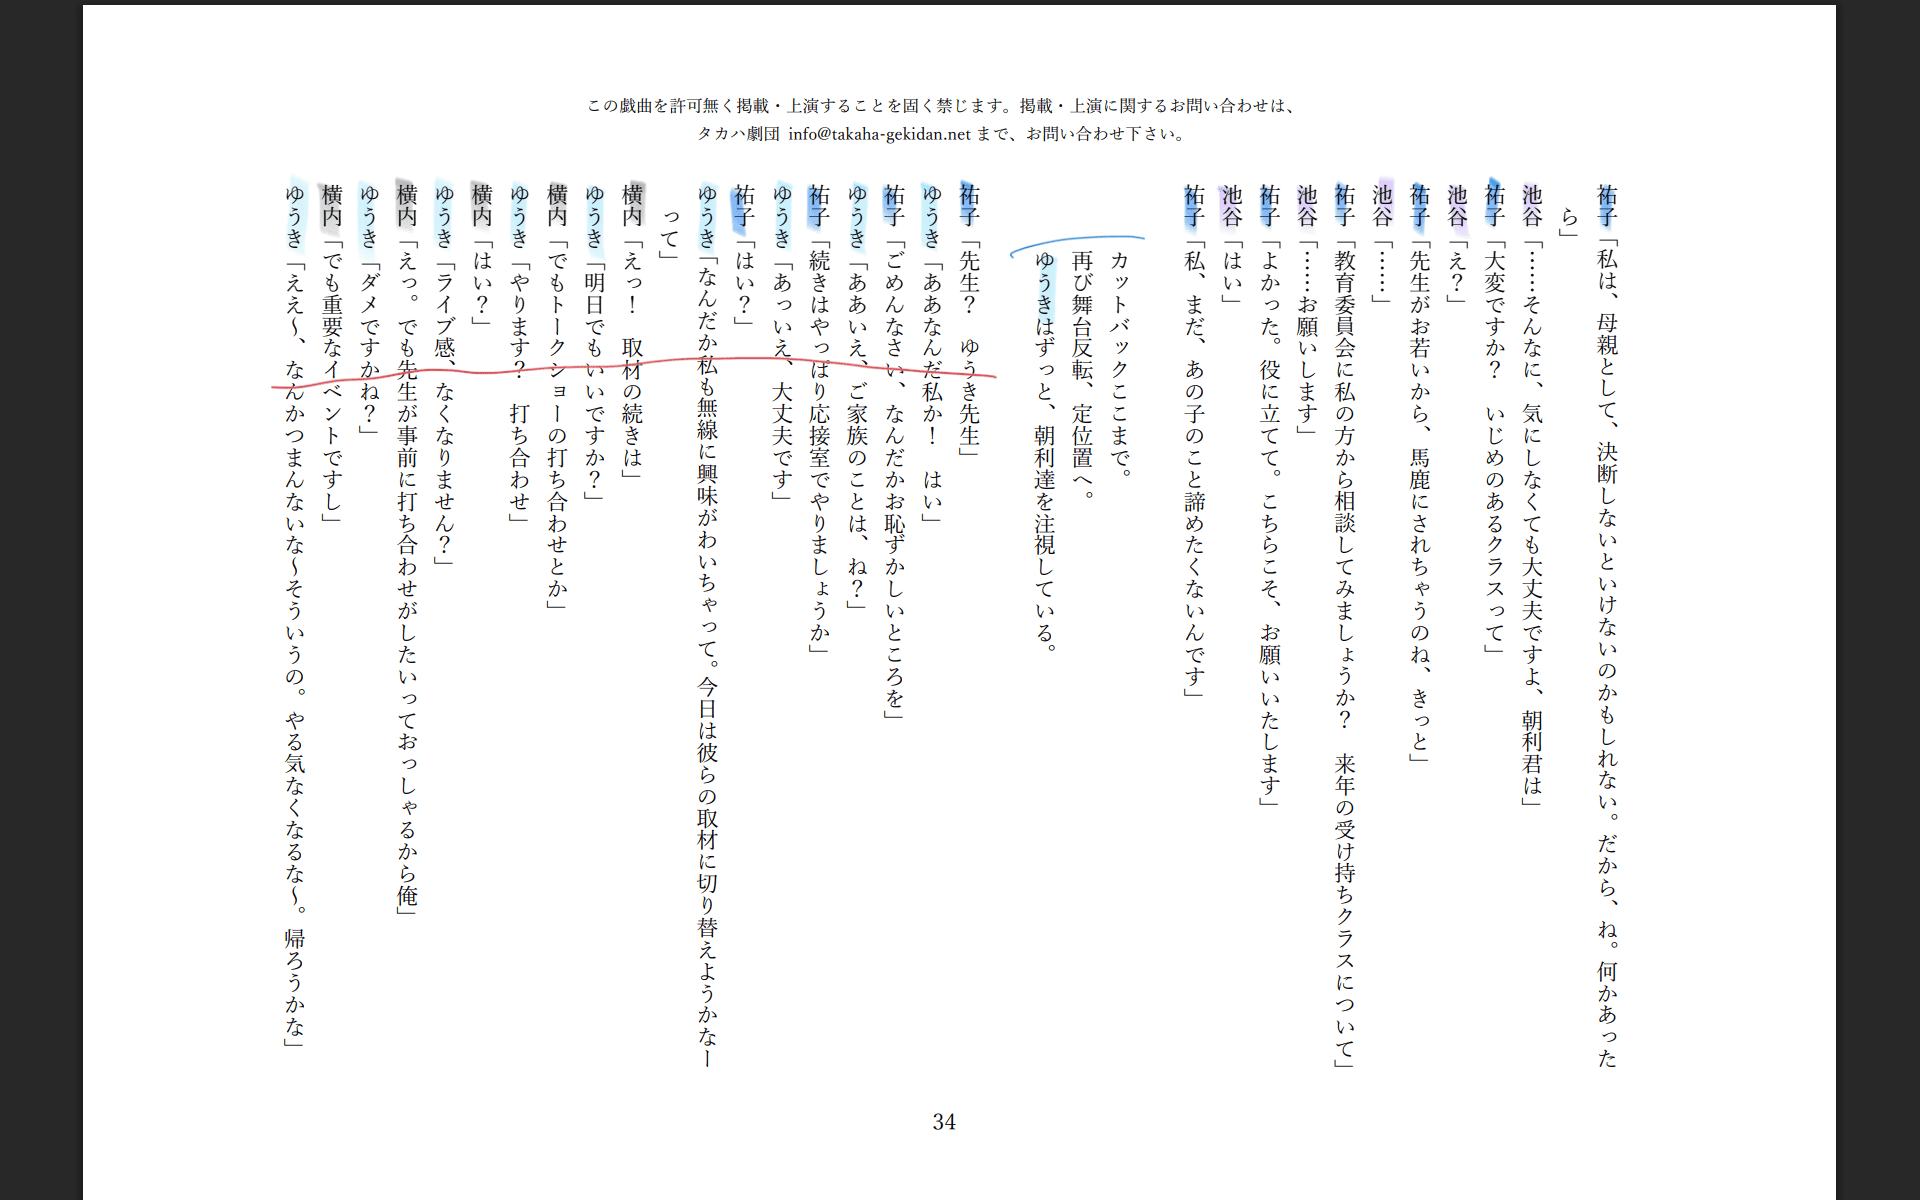 この戯曲を許可無く掲載・上演することを固く禁じます。掲載・上演に関するお問い合わせは、
タカハ劇団 info@takaha-gekidan.net まで、お問い合わせ下さい。
祐子「私は、母親として、決断しないといけないのかもしれない。だから、ね。何かあった
ら」
池谷「……そんなに、気にしなくても大丈夫ですよ、朝利君は」
祐子「大変ですか？　いじめのあるクラスって」
池谷「え？」
祐子「先生がお若いから、馬鹿にされちゃうのね、きっと」
池谷「……」
祐子「教育委員会に私の方から相談してみましょうか？　来年の受け持ちクラスについて」
池谷「……お願いします」
祐子「よかった。役に立てて。こちらこそ、お願いいたします」
池谷「はい」
祐子「私、まだ、あの子のこと諦めたくないんです」
カットバックここまで。
再び舞台反転、定位置へ。
ゆうきはずっと、朝利達を注視している。
祐子「先生？　ゆうき先生」
ゆうき「ああなんだ私か！　はい」
祐子「ごめんなさい、なんだかお恥ずかしいところを」
ゆうき「ああいえ、ご家族のことは、ね？」
祐子「続きはやっぱり応接室でやりましょうか」
ゆうき「あっいえ、大丈夫です」
祐子「はい？」
ゆうき「なんだか私も無線に興味がわいちゃって。今日は彼らの取材に切り替えようかなー
って」
横内「えっ！　取材の続きは」
ゆうき「明日でもいいですか？」
横内「でもトークショーの打ち合わせとか」
ゆうき「やります？　打ち合わせ」
横内「はい？」
ゆうき「ライブ感、なくなりません？」
横内「えっ。でも先生が事前に打ち合わせがしたいっておっしゃるから俺」
ゆうき「ダメですかね？」
横内「でも重要なイベントですし」
ゆうき「ええ〜、なんかつまんないな〜そういうの。やる気なくなるな〜。帰ろうかな」
34